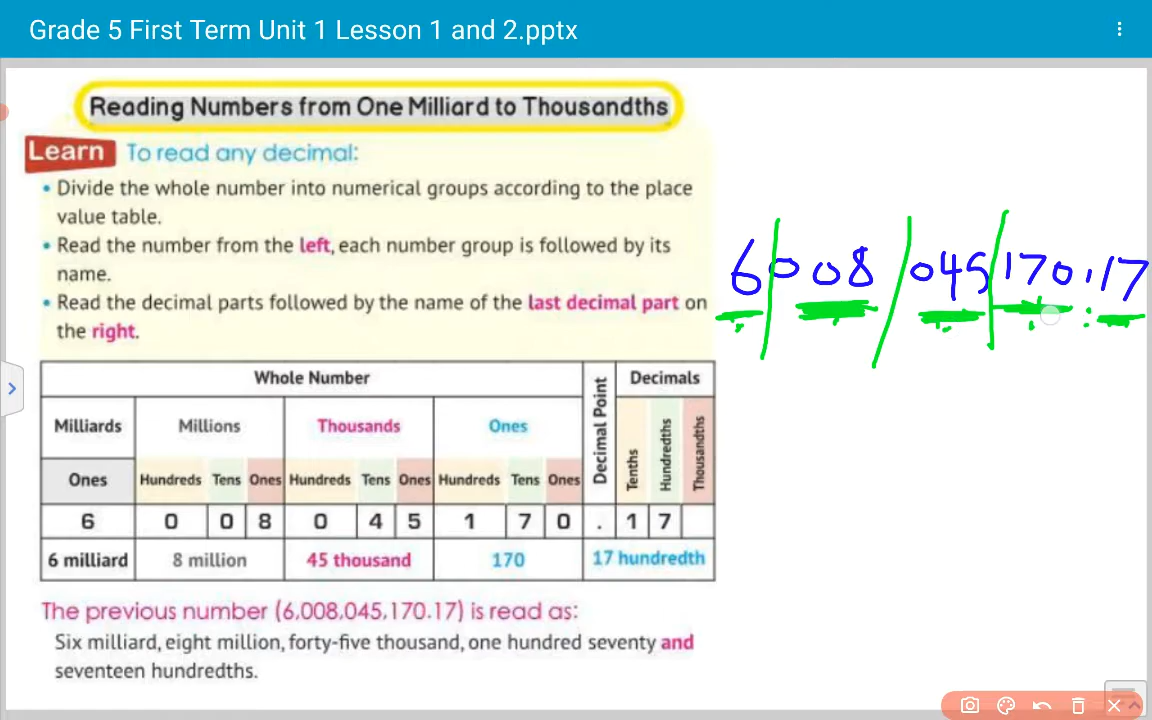 Grade 5 First Term Unit 1 Lesson 1 and 2.pptx
Reading Numbers from One Milliard to Thousandths
Learn To read any decimal:
• Divide the whole number into numerical groups according to the place
value table.
• Read the number from the left, each number group is followed by its
name.
• Read the decimal parts followed by the name of the last decimal part on
the right.
6 008 045 170.17
Whole Number Decimal Point Decimals
Milliards Millions Thousands Ones Tenths Hundredths Thousandths
Ones Hundreds Tens Ones Hundreds Tens Ones Hundreds Tens Ones
6 0 0 8 0 4 5 1 7 0 . 1 7
6 milliard 8 million 45 thousand 170 17 hundredth
The previous number (6,008,045,170.17) is read as:
Six milliard, eight million, forty-five thousand, one hundred seventy and
seventeen hundredths.